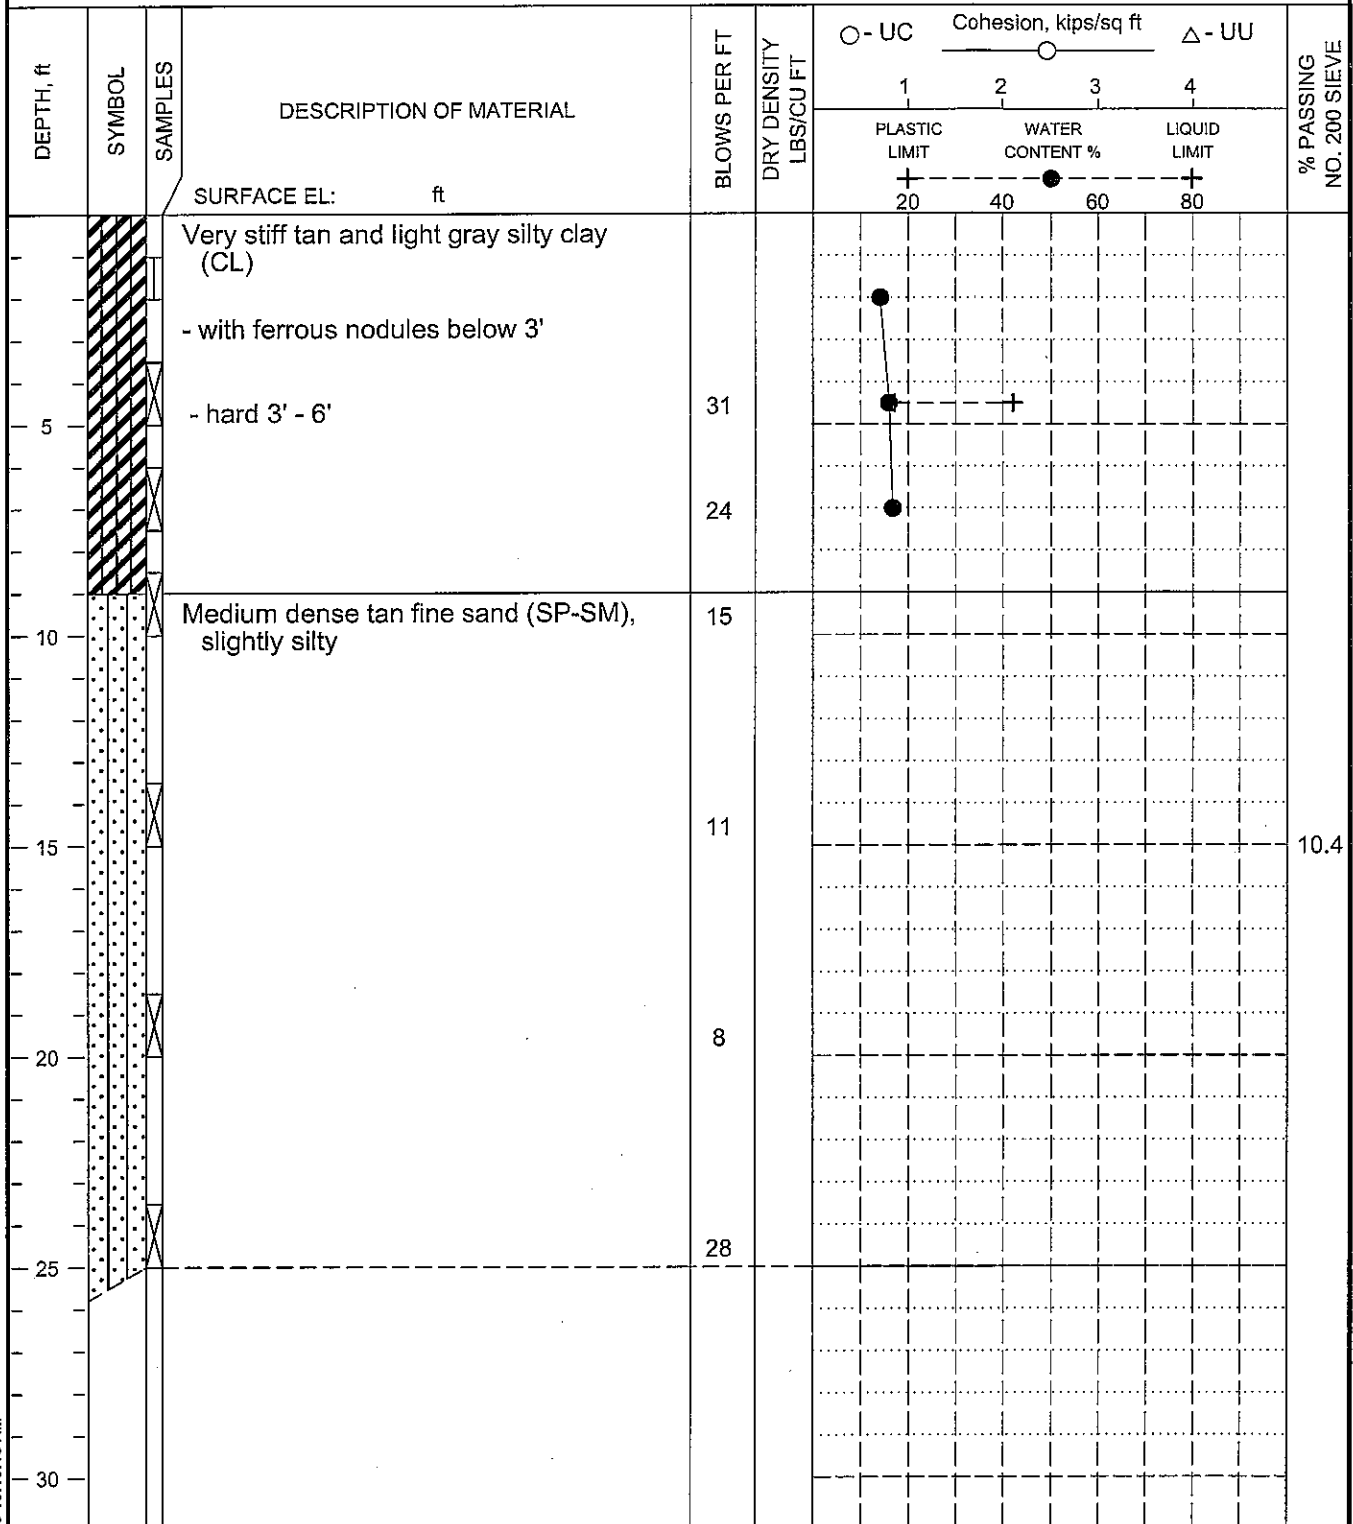 DEPTH, ft
SYMBOL
SAMPLES
DESCRIPTION OF MATERIAL
SURFACE EL: ft
BLOWS PER FT
DRY DENSITY
LBS/CU FT
- UC Cohesion, kips/sq ft - UU
1 2 3 4
PLASTIC WATER LIQUID
LIMIT CONTENT % LIMIT
20 40 60 80
% PASSING
NO. 200 SIEVE
Very stiff tan and light gray silty clay
(CL)
- with ferrous nodules below 3'
- hard 3' - 6'
31
5
24
Medium dense tan fine sand (SP-SM),
slightly silty
15
10
11
15
10.4
8
20
28
25
30